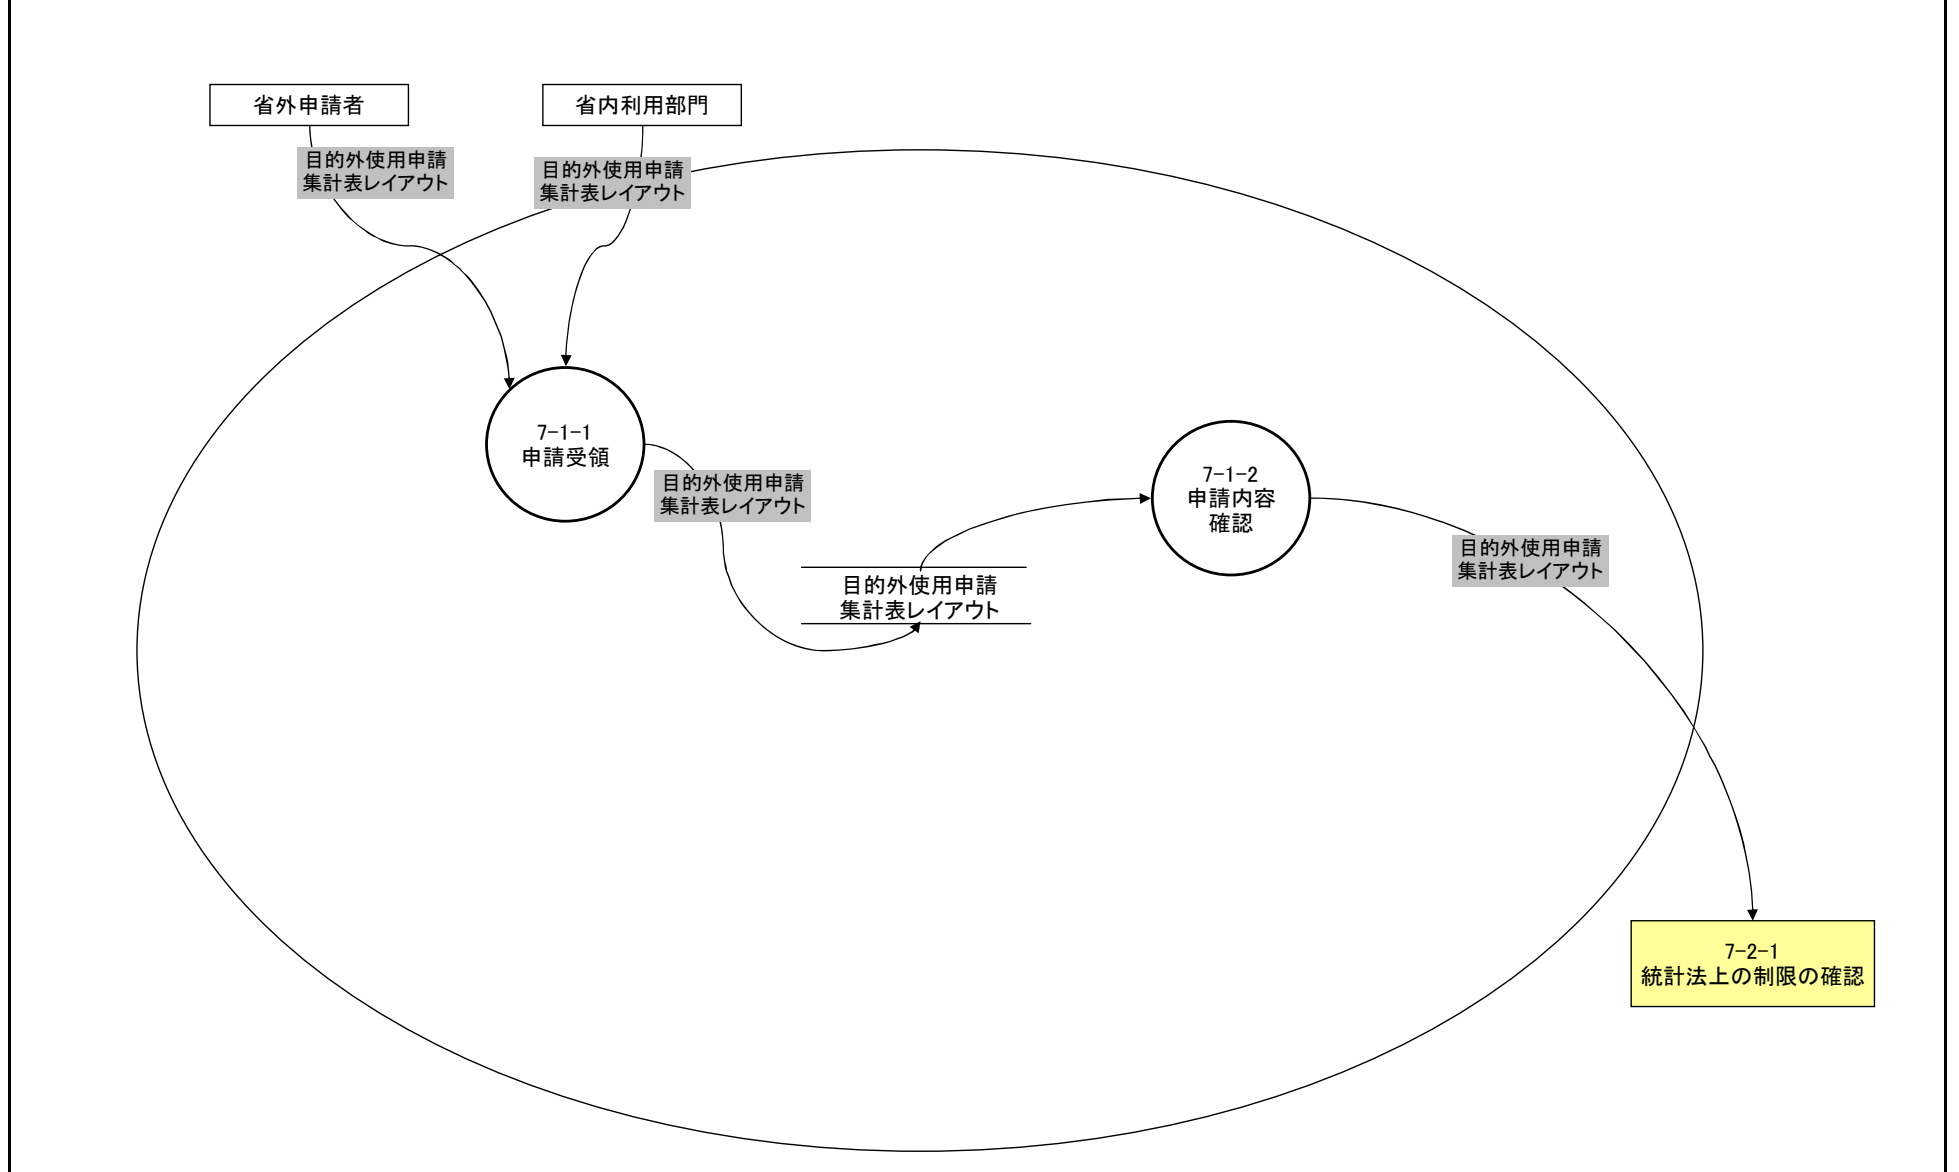 省外申請者
省内利用部門
目的外使用申請
集計表レイアウト
目的外使用申請
集計表レイアウト
7-1-1
申請受領
目的外使用申請
集計表レイアウト
7-1-2
申請内容
確認
目的外使用申請
集計表レイアウト
目的外使用申請
集計表レイアウト
7-2-1
統計法上の制限の確認